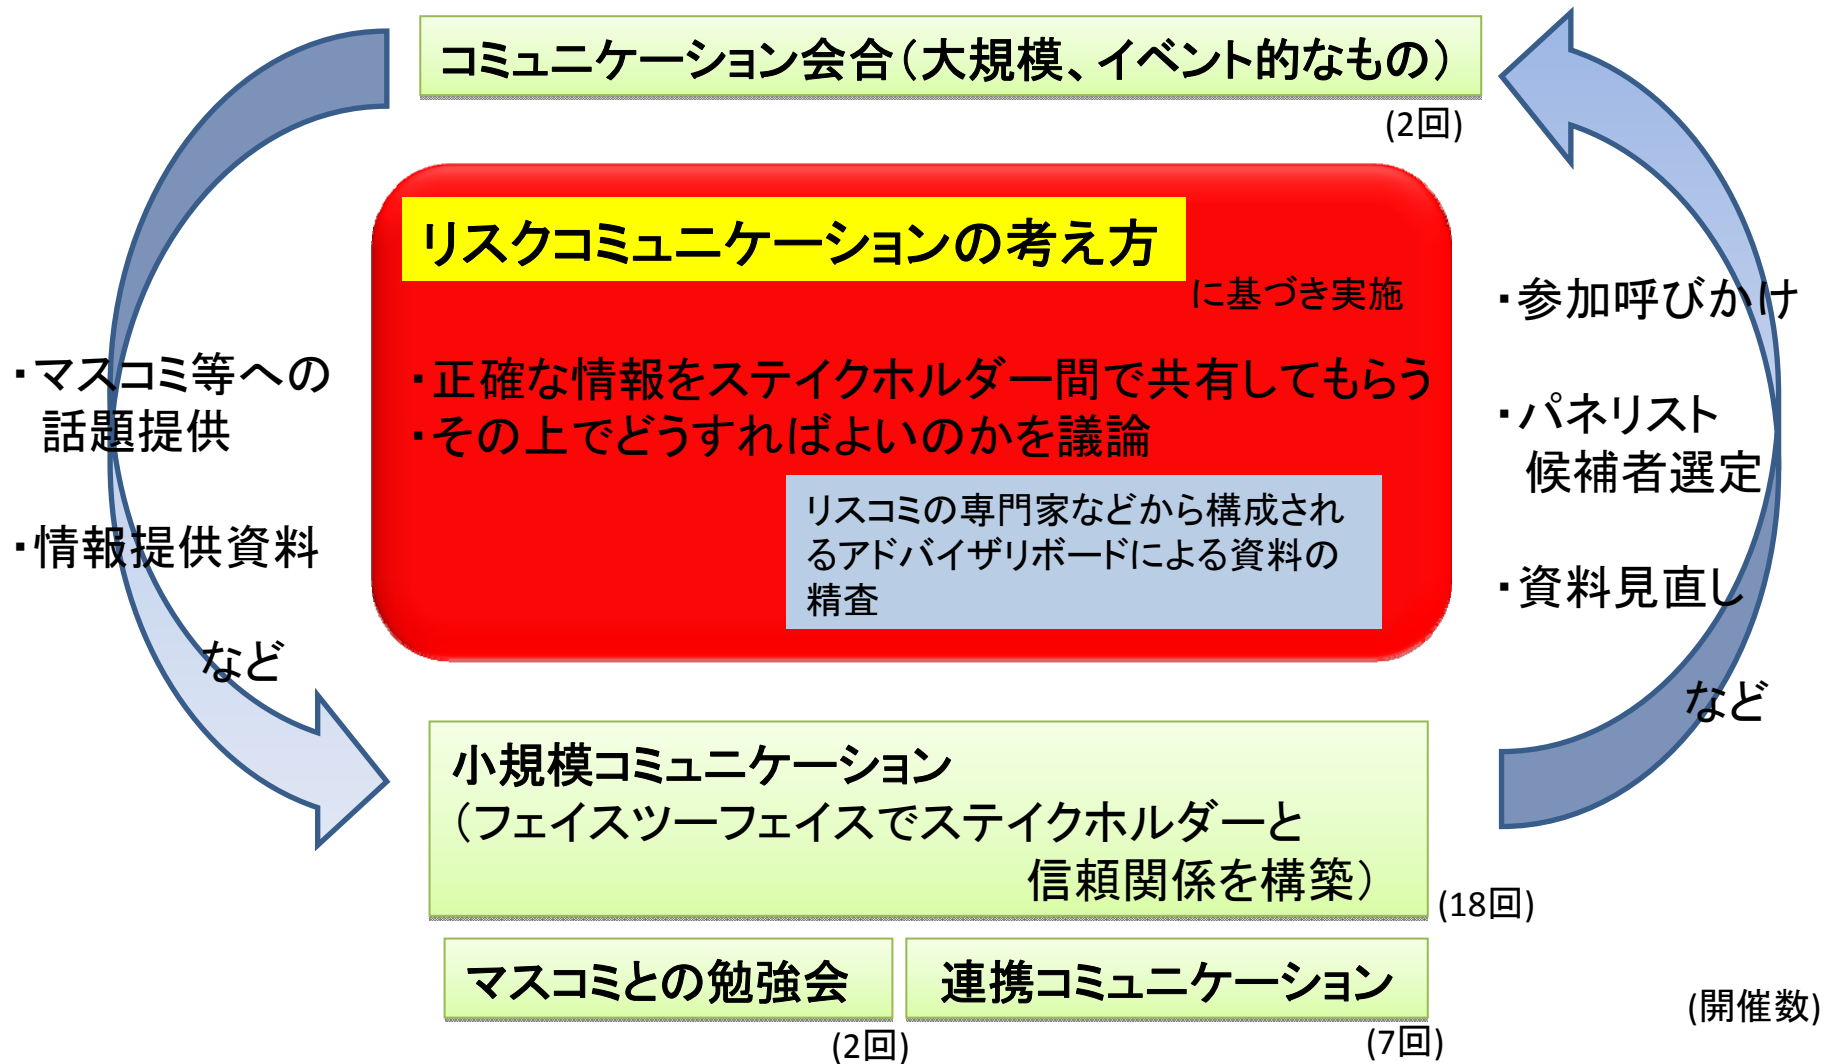 コミュニケーション会合（大規模、イベント的なもの）
(2回)
リスクコミュニケーションの考え方
に基づき実施
・正確な情報をステイクホルダー間で共有してもらう
・その上でどうすればよいのかを議論
リスコミの専門家などから構成され
るアドバイザリボードによる資料の
精査
・マスコミ等への
話題提供
・情報提供資料
など
・参加呼びかけ
・パネリスト
候補者選定
・資料見直し
など
小規模コミュニケーション
（フェイスツーフェイスでステイクホルダーと
信頼関係を構築）
(18回)
マスコミとの勉強会
(2回)
連携コミュニケーション
(7回)
(開催数)